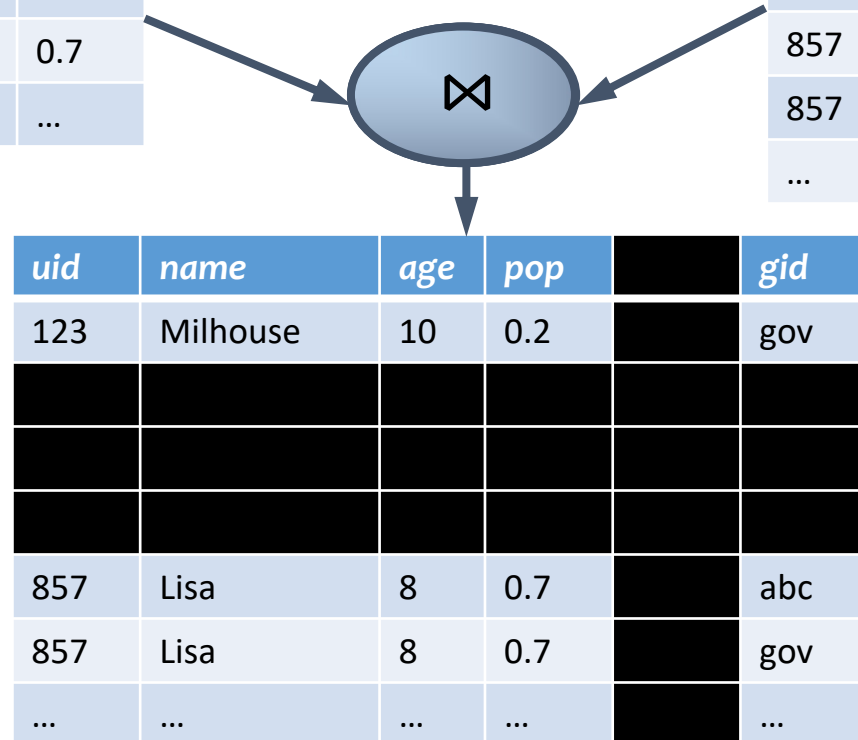 0.7
…
⋈
857
857
…
uid name age pop gid
123 Milhouse 10 0.2 gov
857 Lisa 8 0.7 abc
857 Lisa 8 0.7 gov
… … … … …